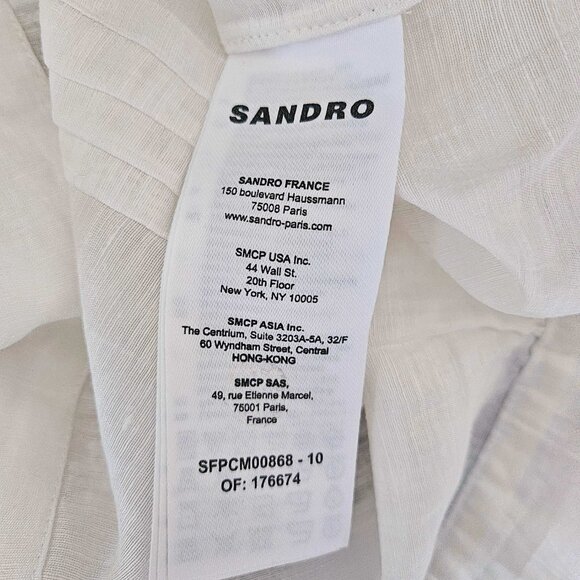 SANDRO
SANDRO FRANCE
150 boulevard Haussmann
75008 Paris
www.sandro-paris.com
SMCP USA Inc.
44 Wall St.
20th Floor
New York, NY 10005
SMCP ASIA Inc.
The Centrium, Suite 3203A-5A, 32/F
60 Wyndham Street, Central
HONG-KONG
SMCP SAS,
49, rue Etienne Marcel,
75001 Paris,
France
SFPCM00868 - 10
OF: 176674